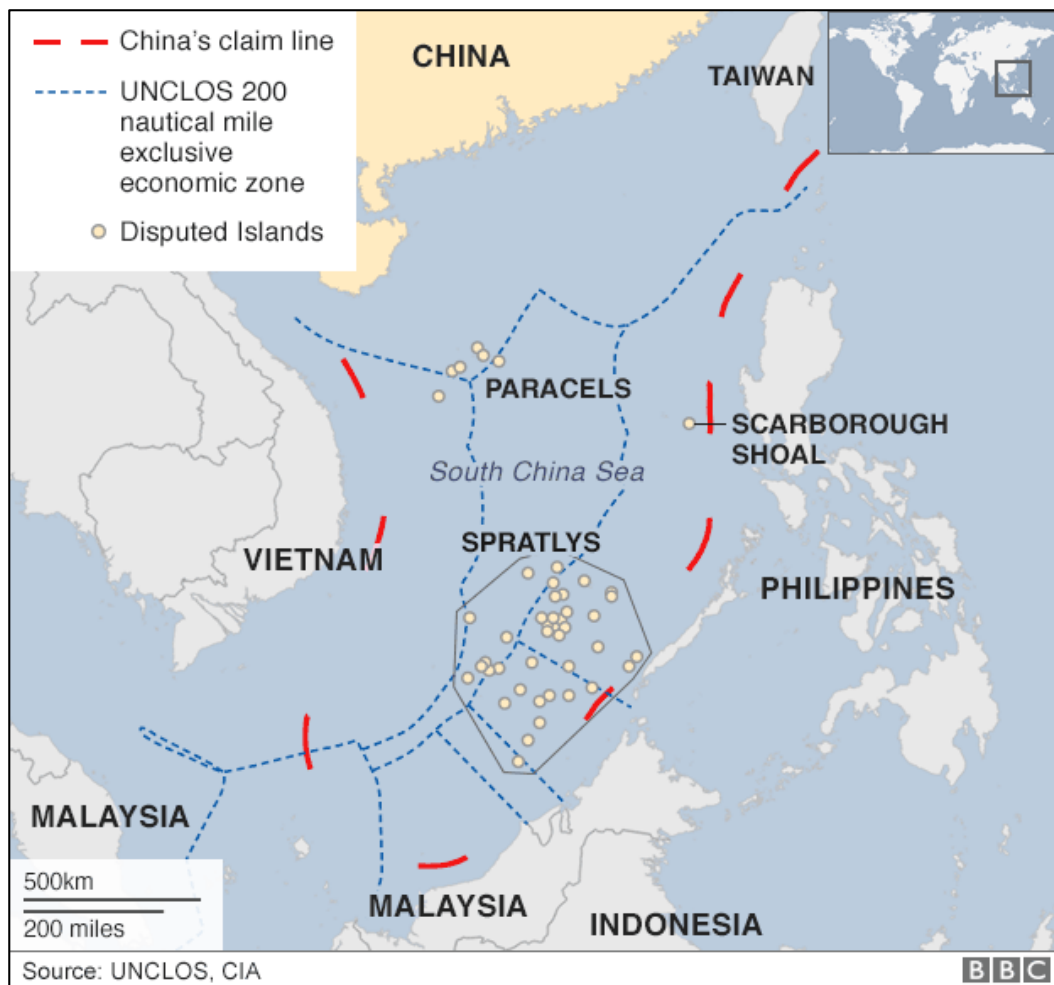 China's claim line
UNCLOS 200
nautical mile
exclusive
economic zone
Disputed Islands
CHINA
TAIWAN
PARACELS
SCARBOROUGH
SHOAL
South China Sea
SPRATLYS
VIETNAM
PHILIPPINES
MALAYSIA
MALAYSIA
INDONESIA
500km
200 miles
Source: UNCLOS, CIA
BBC